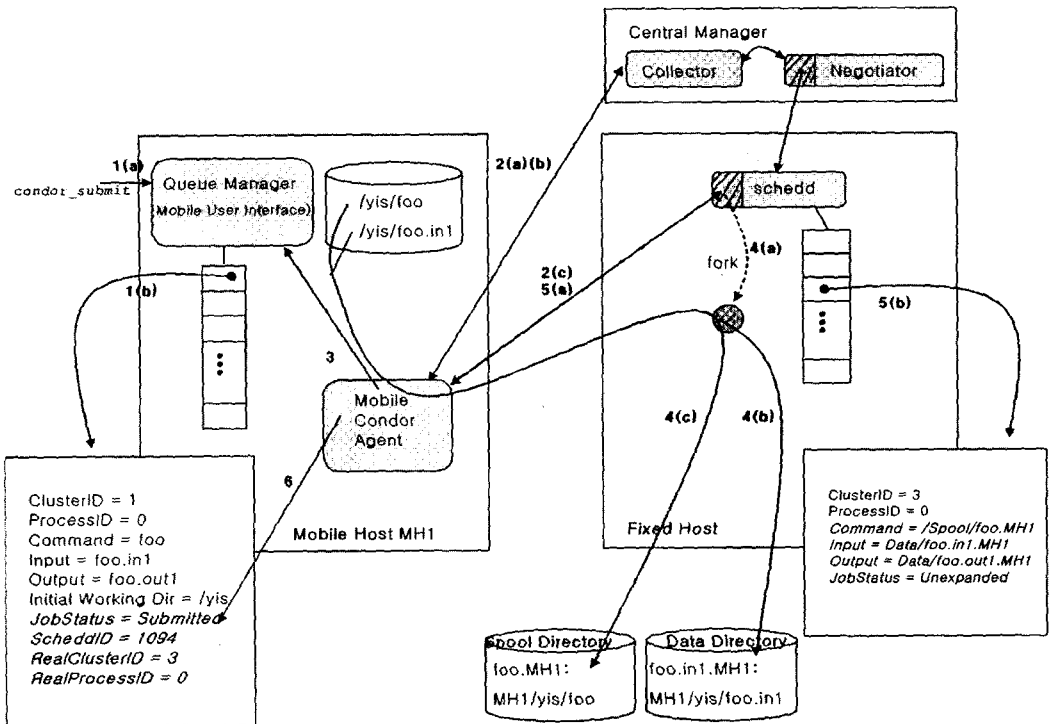 Central Manager
Collector
Negotiator
1(a)
condor_submit
Queue Manager
(Mobile User Interface)
/yis/foo
/yis/foo.in1
2(a)(b)
schedd
4(a)
fork
2(c)
5(a)
1(b)
5(b)
3
Mobile
Condor
Agent
4(c)
4(b)
6
Mobile Host MH1
Fixed Host
ClusterID = 1
ProcessID = 0
Command = foo
Input = foo.in1
Output = foo.out1
Initial Working Dir = /yis
JobStatus = Submitted
ScheddID = 1094
RealClusterID = 3
RealProcessID = 0
ClusterID = 3
ProcessID = 0
Command = /Spool/foo.MH1
Input = Data/foo.in1.MH1
Output = Data/foo.out1.MH1
JobStatus = Unexpanded
Spool Directory
foo.MH1:
MH1/yis/foo
Data Directory
foo.in1.MH1:
MH1/yis/foo.in1